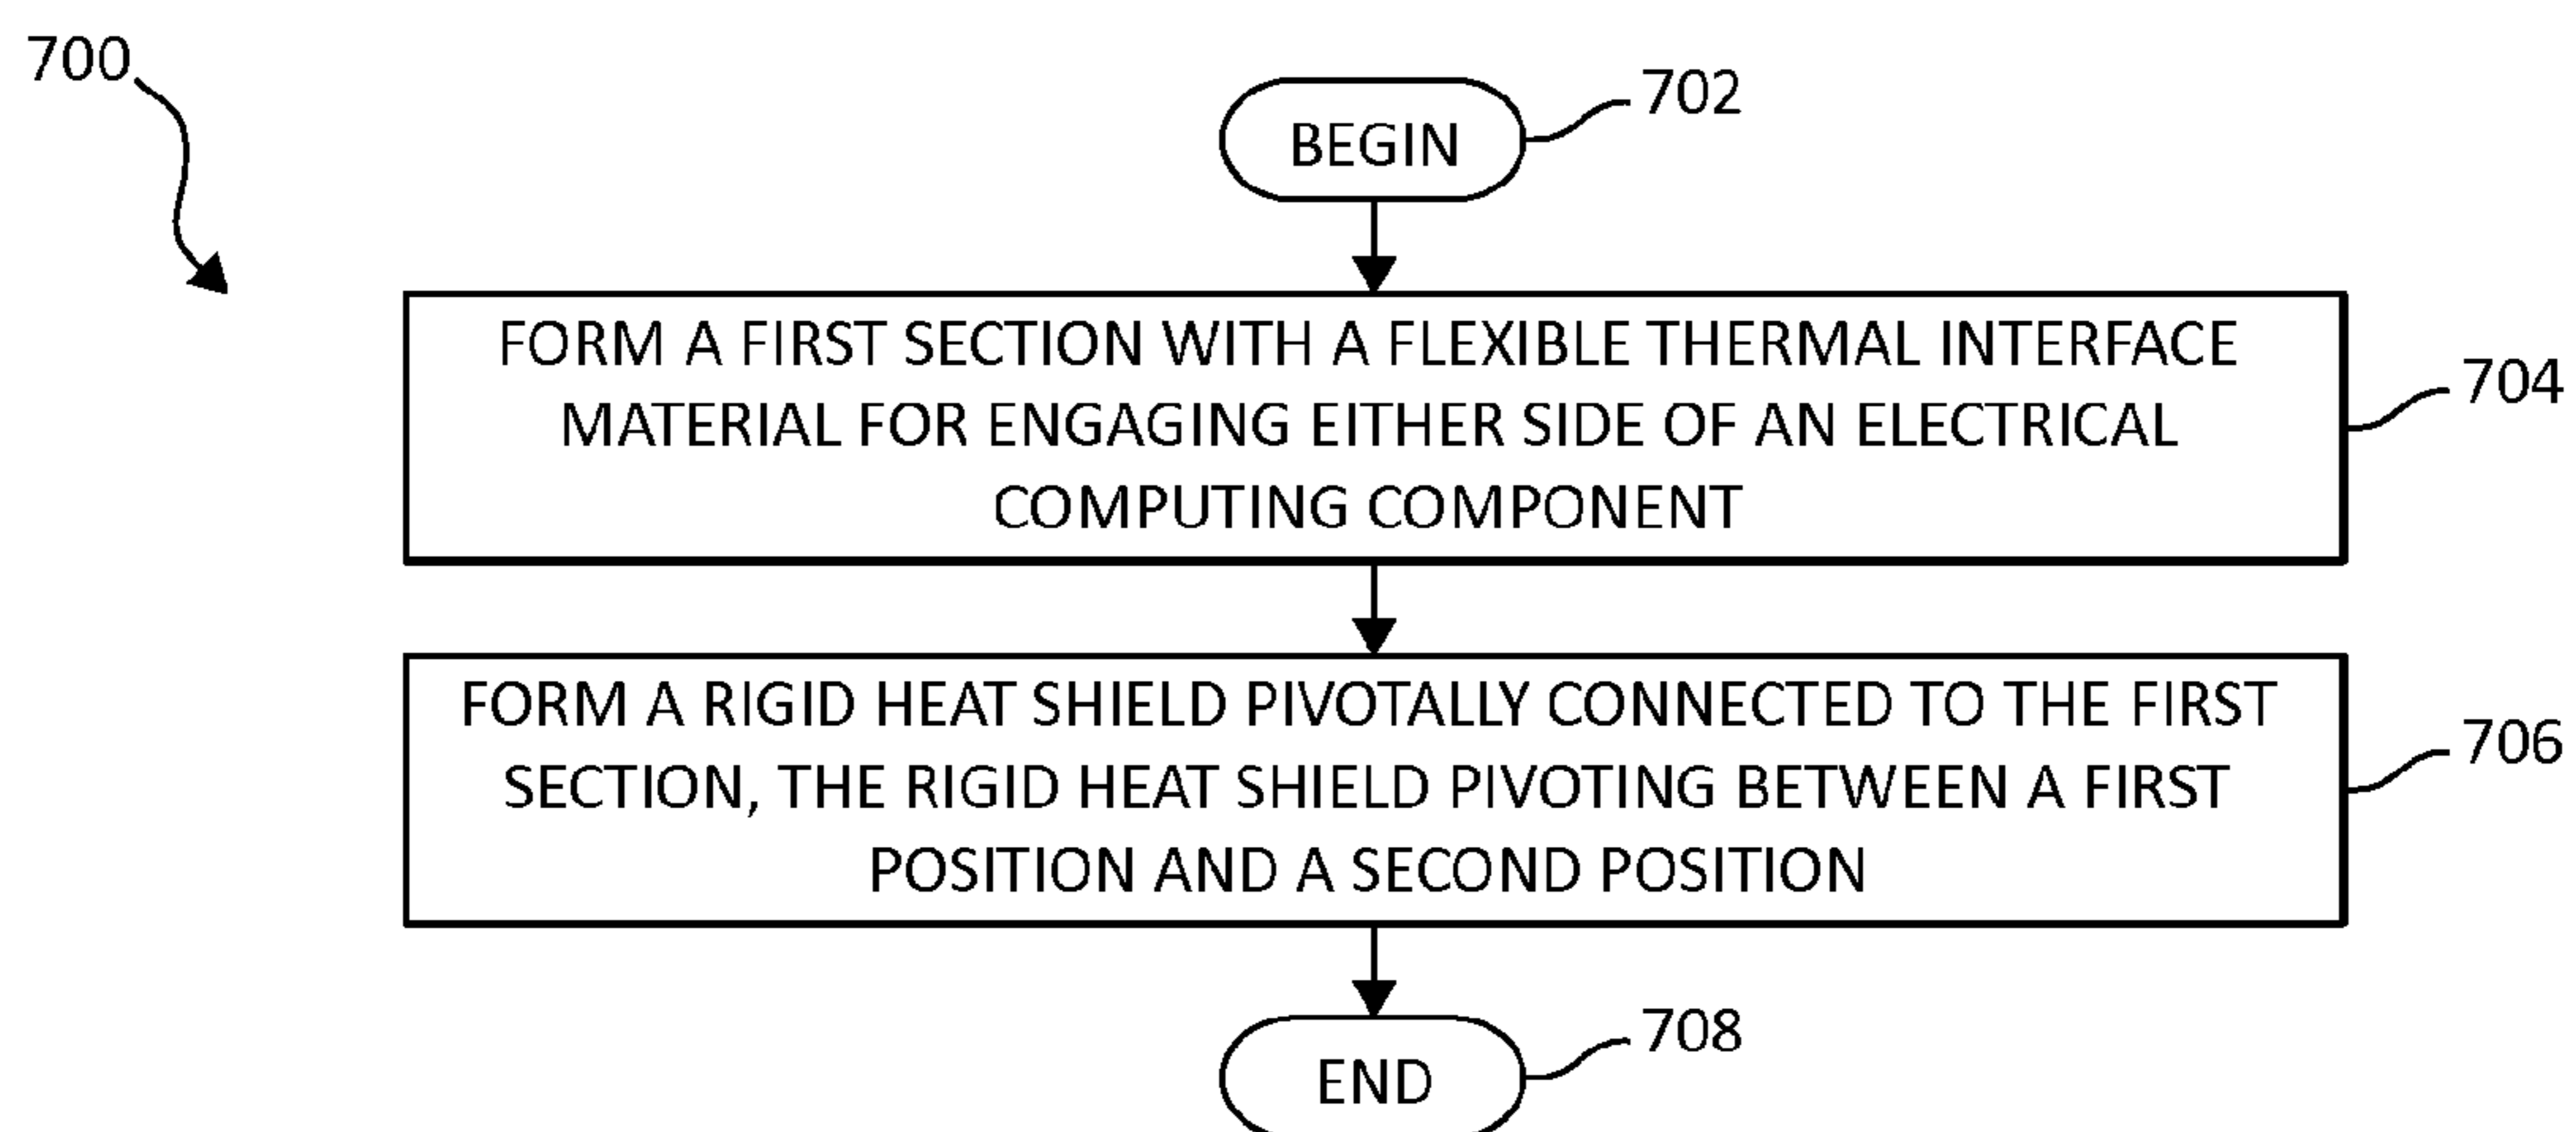 700
BEGIN
702
FORM A FIRST SECTION WITH A FLEXIBLE THERMAL INTERFACE
MATERIAL FOR ENGAGING EITHER SIDE OF AN ELECTRICAL
COMPUTING COMPONENT
704
FORM A RIGID HEAT SHIELD PIVOTALLY CONNECTED TO THE FIRST
SECTION, THE RIGID HEAT SHIELD PIVOTING BETWEEN A FIRST
POSITION AND A SECOND POSITION
706
END
708